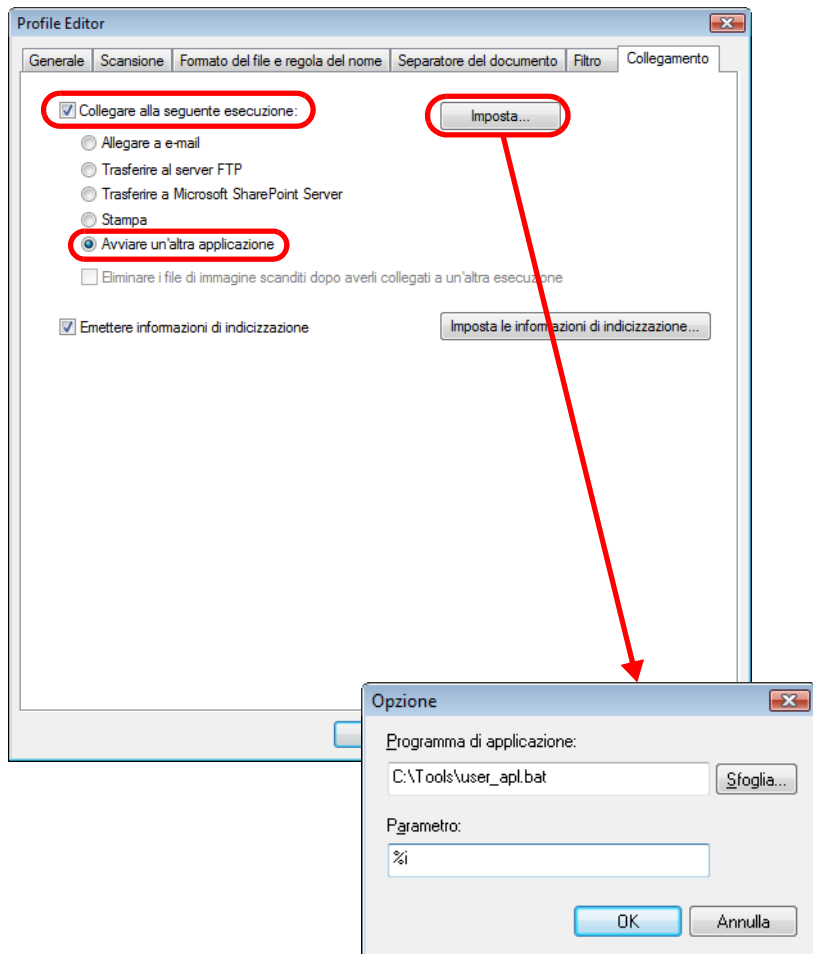 Profile Editor
Generale Scansione Formato del file e regola del nome Separatore del documento Filtro Collegamento
Collegare alla seguente esecuzione: Imposta...
Allegare a e-mail
Trasferire al server FTP
Trasferire a Microsoft SharePoint Server
Stampa
Avviare un'altra applicazione
Eliminare i file di immagine scanditi dopo averli collegati a un'altra esecuzione
Emettere informazioni di indicizzazione Imposta le informazioni di indicizzazione...
Opzione
Programma di applicazione:
C:\Tools\user_apl.bat Sfoglia...
Parametro:
%i
OK Annulla